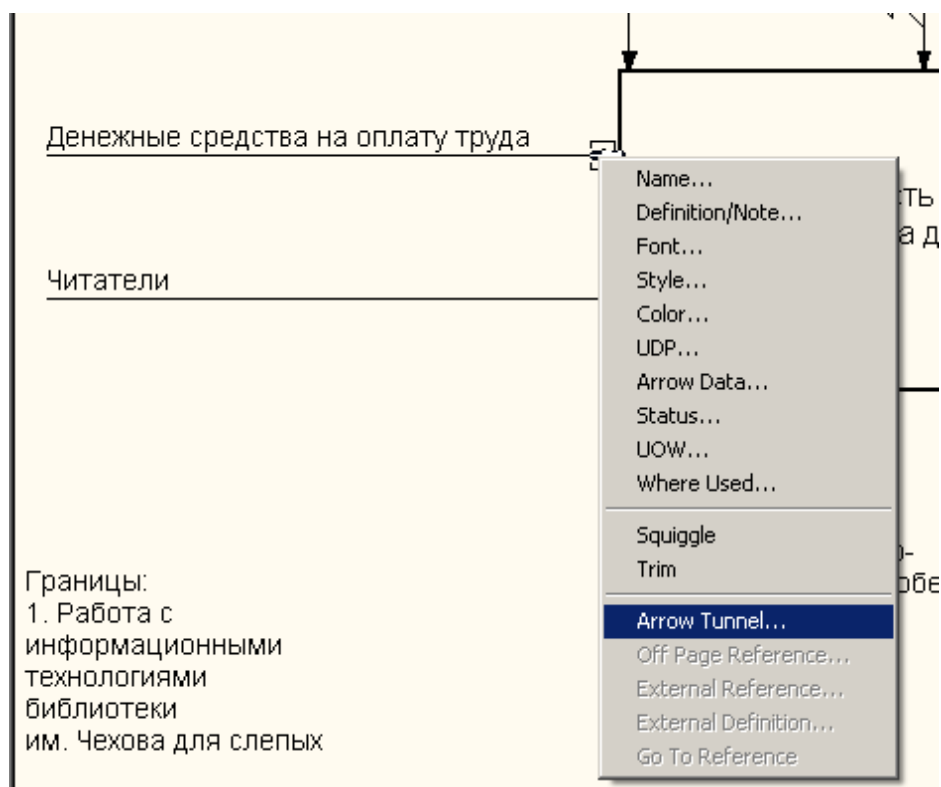 Денежные средства на оплату труда
Name...
Definition/Note...
Font...
Style...
Color...
UDP...
Arrow Data...
Status...
UOW...
Where Used...
Squiggle
Trim
Arrow Tunnel...
Off Page Reference...
External Reference...
External Definition...
Go To Reference
Читатели
Границы:
1. Работа с
информационными
технологиями
библиотеки
им. Чехова для слепых